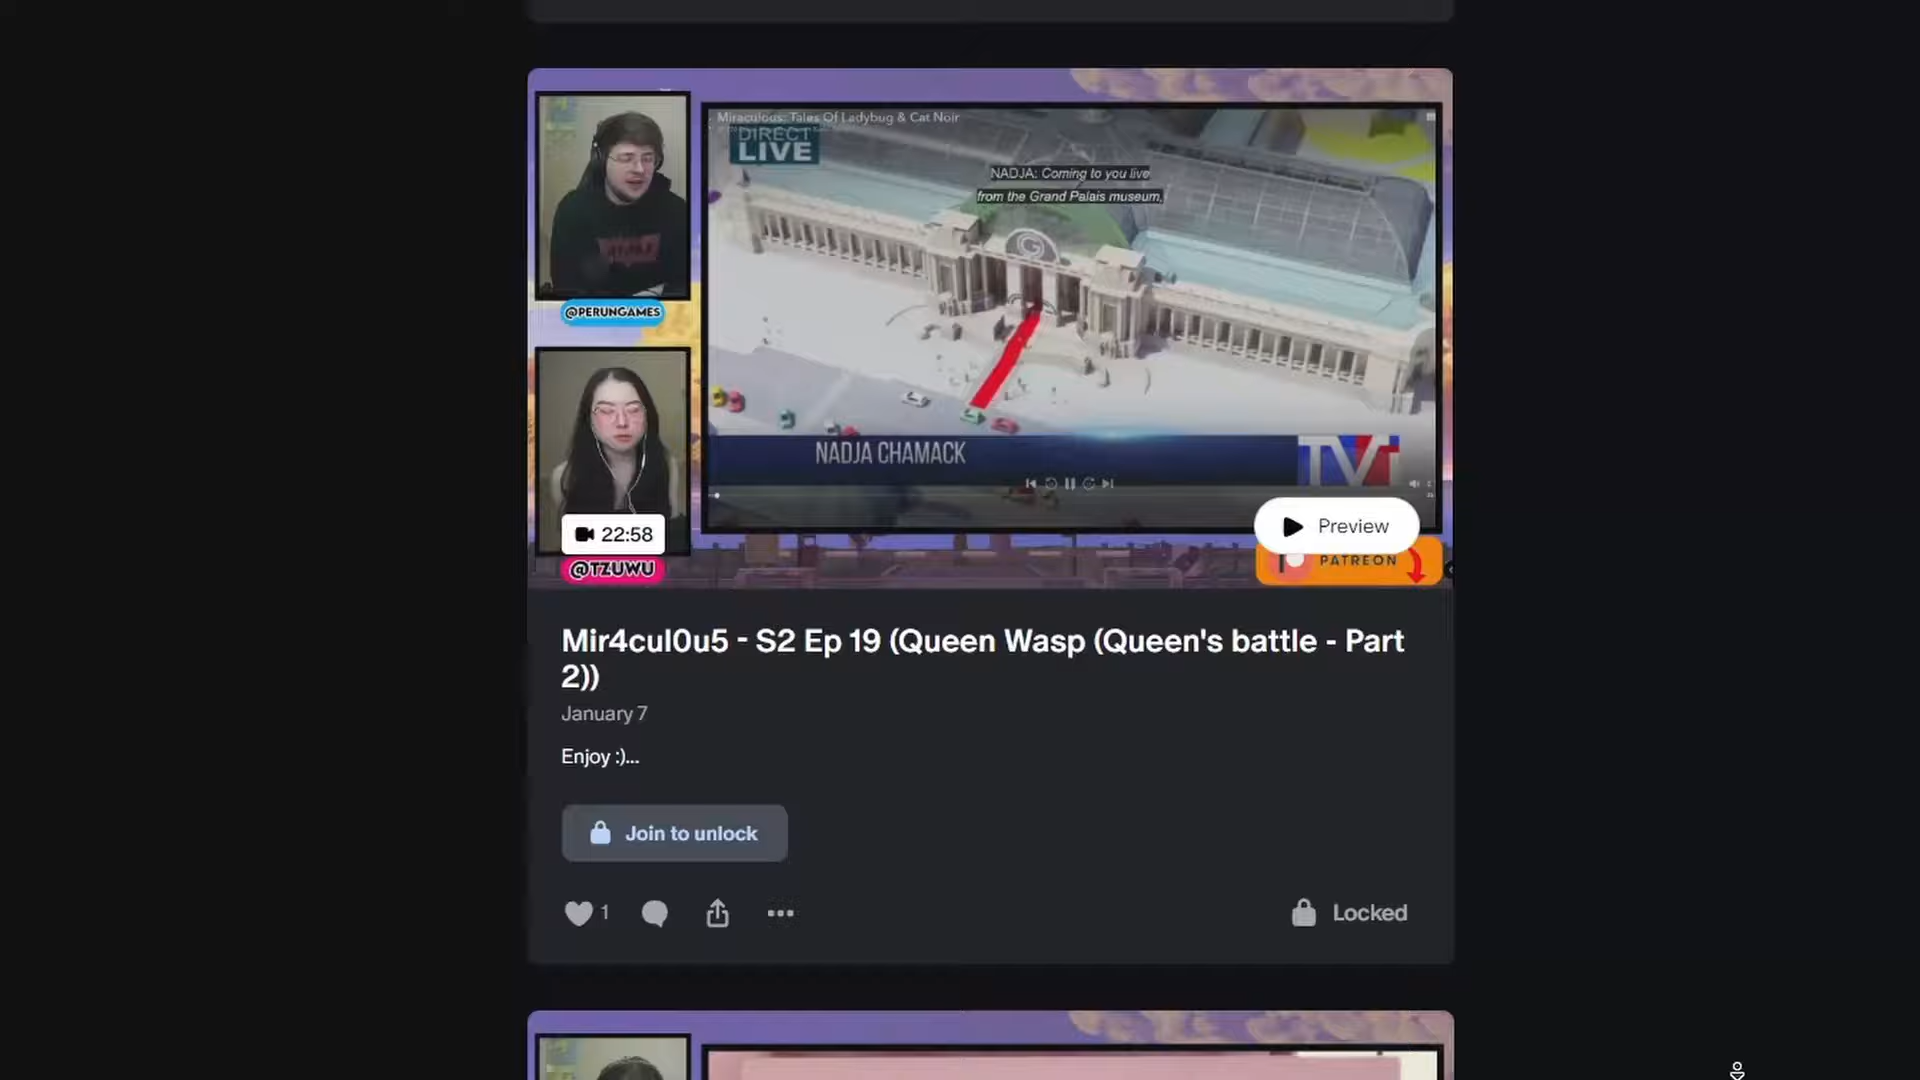 Miraculous: Tales Of Ladybug & Cat Noir
DIRECT
LIVE
NADJA: Coming to you live
from the Grand Palais museum,
@PERUNGAMES
NADJA CHAMACK
TVi
22:58
Preview
@TZUWU
PATREON
Mir4cul0u5 - S2 Ep 19 (Queen Wasp (Queen's battle - Part
2))
January 7
Enjoy :)...
Join to unlock
1
Locked